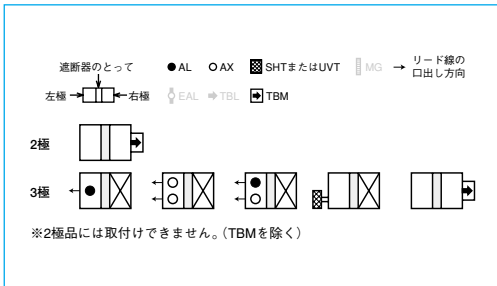 遮断器のとって
左極
右極
AL
AX
SHTまたはUVT
MG
リード線の
口出し方向
EAL
TBL
TBM
2極
3極
※2極品には取付けできません。（TBMを除く）